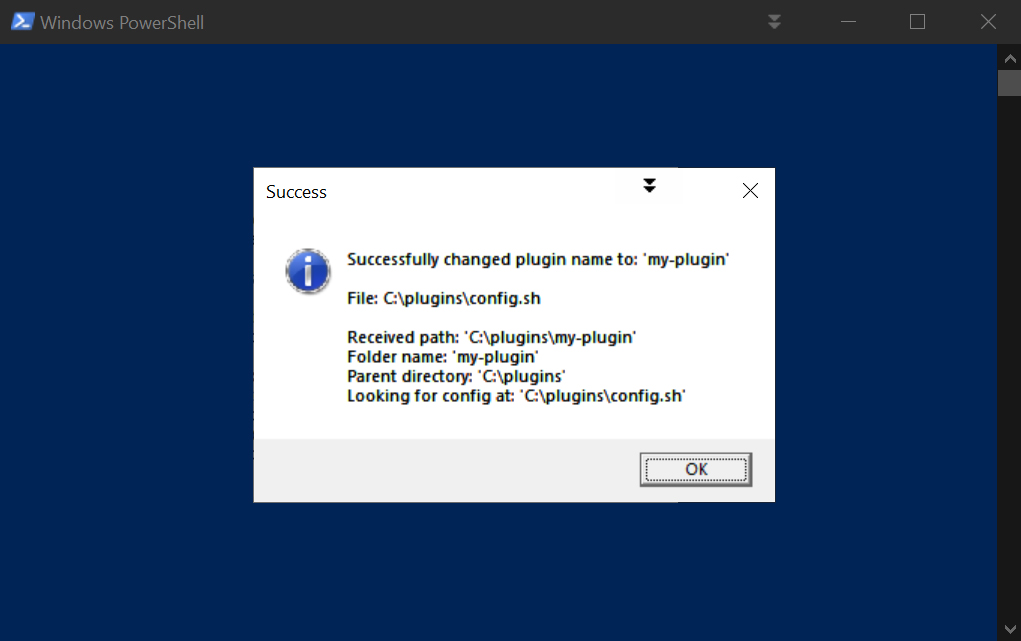 Windows PowerShell
Success
Successfully changed plugin name to: 'my-plugin'
File: C:\plugins\config.sh
Received path: 'C:\plugins\my-plugin'
Folder name: 'my-plugin'
Parent directory: 'C:\plugins'
Looking for config at: 'C:\plugins\config.sh'
OK